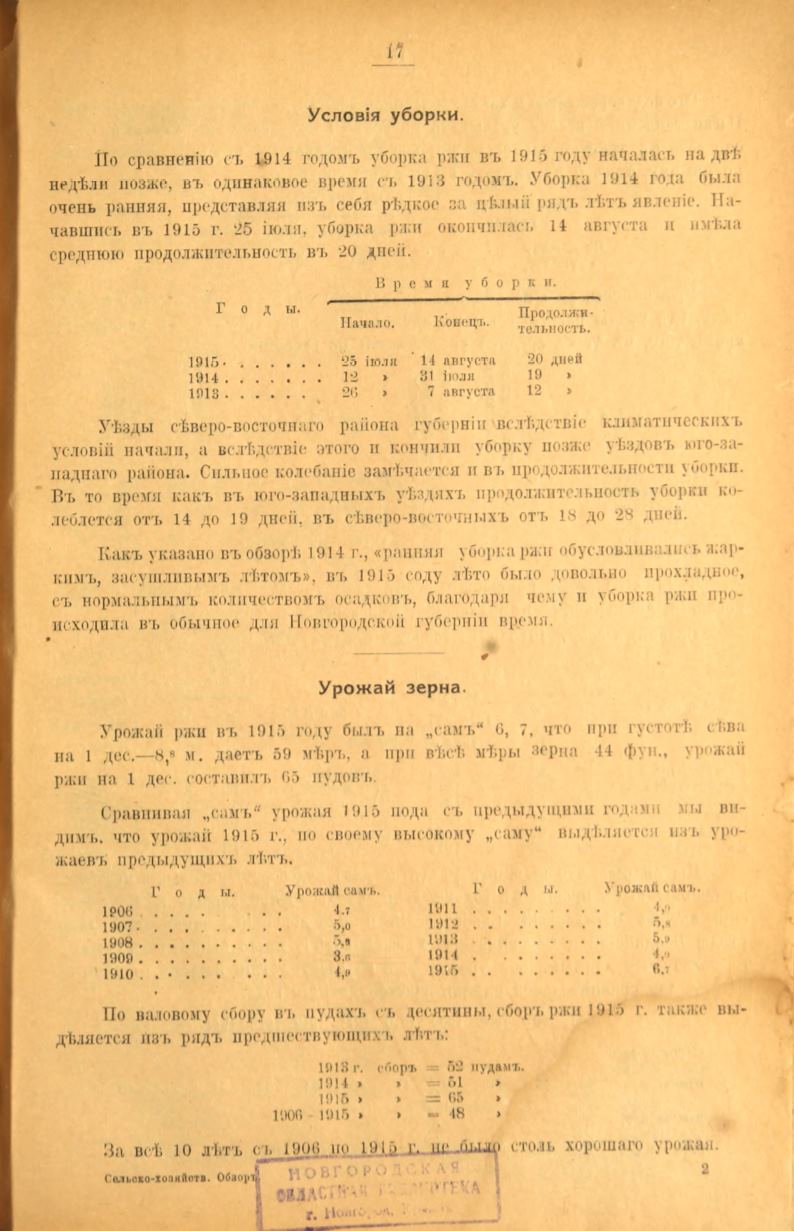 17
Условія уборки.
По сравненію съ 1914 годомъ уборка ржи въ 1915 году началась на двѣ
недѣли позже, въ одинаковое время съ 1913 годомъ. Уборка 1914 года была
очень ранняя, представляя изъ себя рѣдкое за цѣлый рядъ лѣтъ явленіе. На-
чавшись въ 1915 г. 25 іюля, уборка ржи окончилась 14 августа и имѣла
среднюю продолжительность въ 20 дней.
Время уборки.
Годы. Начало. Конецъ. Продолжи-
тельность.
1915 . . . . . . . 25 іюля 14 августа 20 дней
1914 . . . . . . . 12 » 31 іюля 19 »
1913 . . . . . . . 26 » 7 августа 12 »
Уѣзды сѣверо-восточнаго района губерніи вслѣдствіе климатическихъ
условій начали, а вслѣдствіе этого и кончили уборку позже уѣздовъ юго-за-
паднаго района. Сильное колебаніе замѣчается и въ продолжительности уборки.
Въ то время какъ въ юго-западныхъ уѣздяхъ продолжительность уборки ко-
леблется отъ 14 до 19 дней, въ сѣверо-восточныхъ отъ 18 до 28 дней.
Какъ указано въ обзорѣ 1914 г., «ранняя уборка ржи обусловливались жар-
кимъ, засушливымъ лѣтомъ», въ 1915 соду лѣто было довольно прохладное,
съ нормальнымъ количествомъ осадковъ, благодаря чему и уборка ржи про-
исходила въ обычное для Новгородской губерніи время.
Урожай зерна.
Урожай ржи въ 1915 году былъ на „самъ“ 6, 7, что при густотѣ сѣва
на 1 дес.—8,⁸ м. даетъ 59 мѣръ, а при вѣсѣ мѣры зерна 44 фун., урожай
ржи на 1 дес. составилъ 65 пудовъ.
Сравнивая „самъ“ урожая 1915 года съ предыдущими годами мы ви-
димъ. что урожай 1915 г., по своему высокому „саму“ выдѣляется изъ уро-
жаевъ предыдущихъ лѣтъ.
Годы. Урожай самъ. Годы. Урожай самъ.
1906 . . . . . . . . 4,7 1911 . . . . . . . . 4,9
1907 . . . . . . . . . 5,0 1912 . . . . . . . 5,8
1908 . . . . . . . . . 5,8 1913 . . . . . . . . 5,9
1909 . . . . . . . . . 3,6 1914 . . . . . . . . 4,9
1910 . . . . . . . . 4,9 1915 . . . . . . . . 6,7
По валовому сбору въ пудахъ съ десятины, сборъ ржи 1915 г. также вы-
дѣляется изъ рядъ предшествующихъ лѣтъ:
1913 г. сборъ = 52 пудамъ.
1914 » » = 51 »
1915 » » = 65 »
1906 - 1915 » » = 48 »
За всѣ 10 лѣтъ съ 1906 по 1915 г. не было столь хорошаго урожая.
Сельско-хозяйств. Обзоръ. 2
НОВГОРОДСКАЯ
ОБЛАСТНАЯ БИБЛИОТЕКА